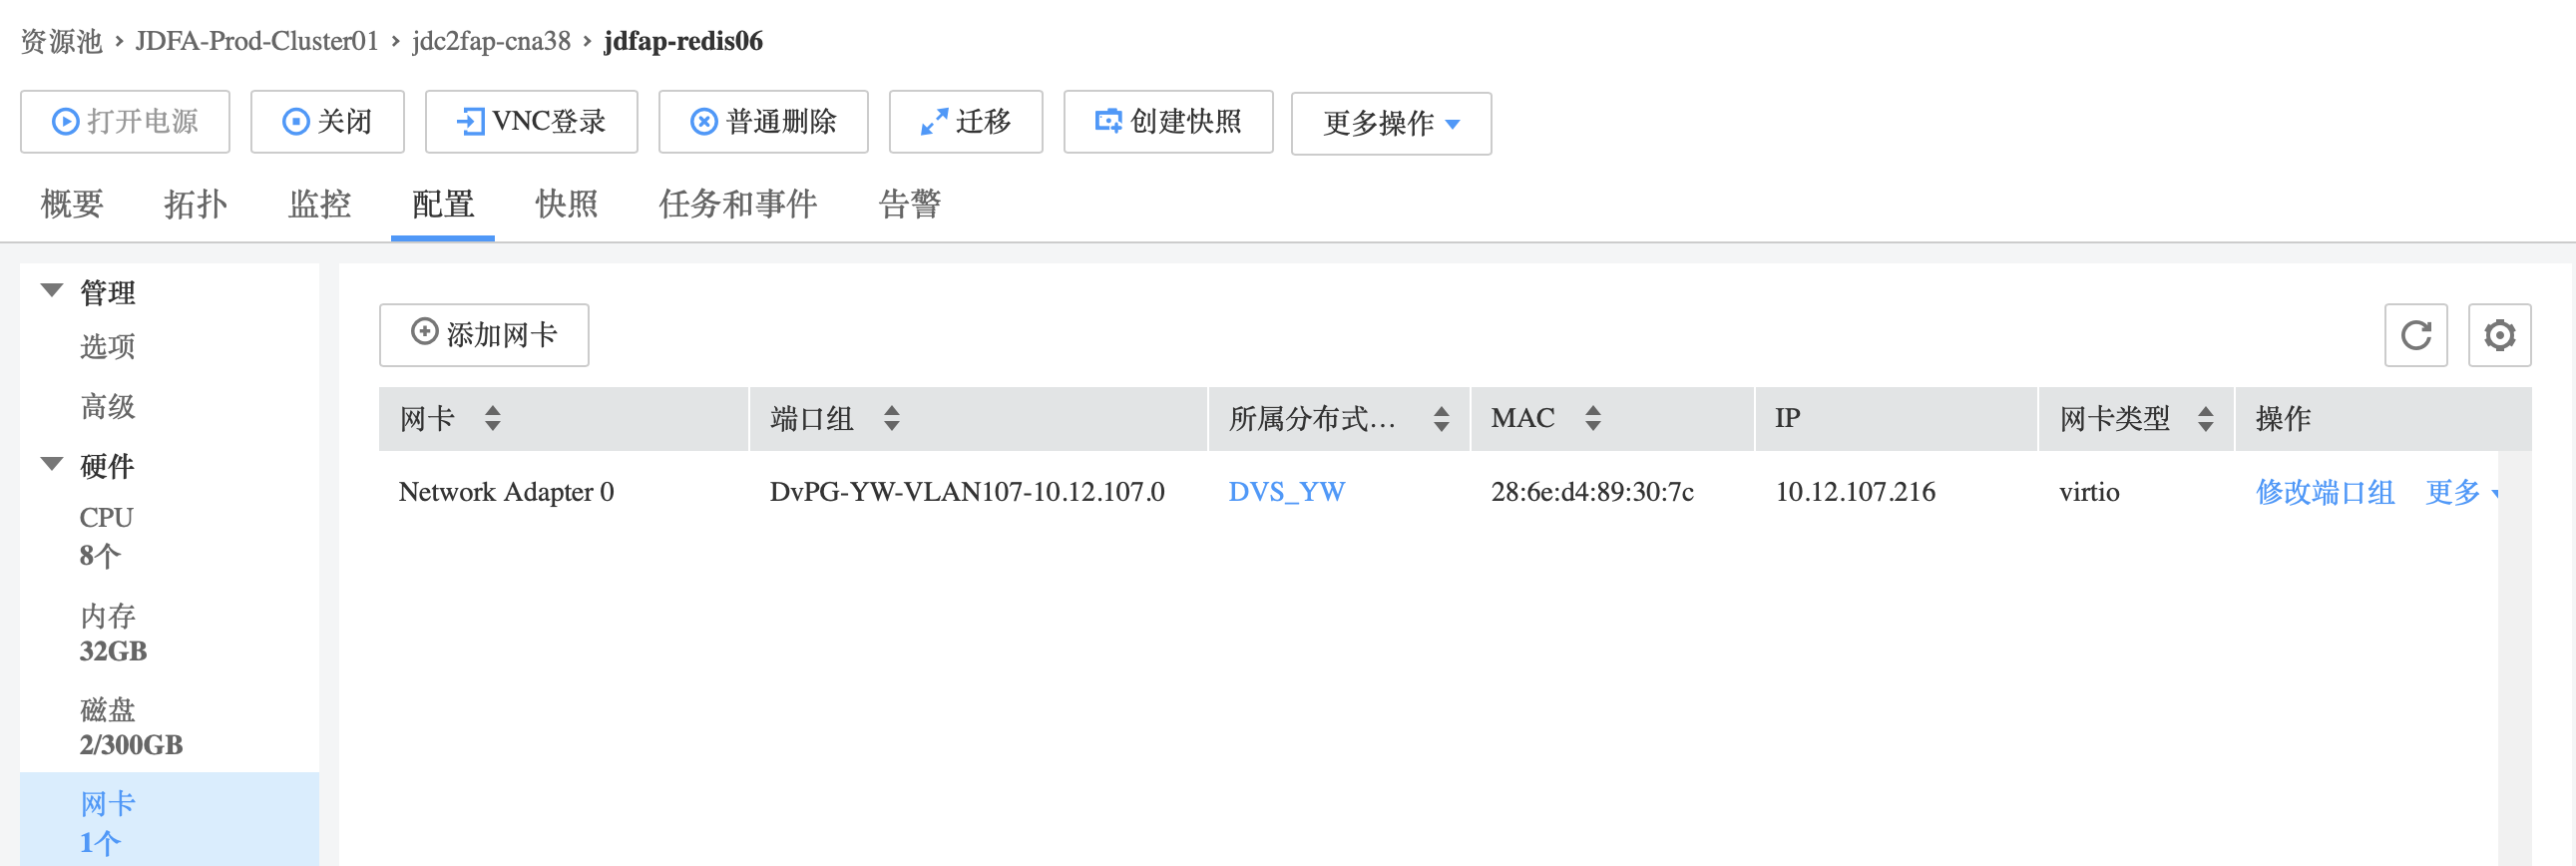 资源池 › JDFA-Prod-Cluster01 › jdc2fap-cna38 › jdfap-redis06
打开电源 关闭 VNC登录 普通删除 迁移 创建快照 更多操作
概要 拓扑 监控 配置 快照 任务和事件 告警
管理
选项
高级
硬件
CPU
8个
内存
32GB
磁盘
2/300GB
网卡
1个
添加网卡
网卡 端口组 所属分布式... MAC IP 网卡类型 操作
Network Adapter 0 DvPG-YW-VLAN107-10.12.107.0 DVS_YW 28:6e:d4:89:30:7c 10.12.107.216 virtio 修改端口组 更多